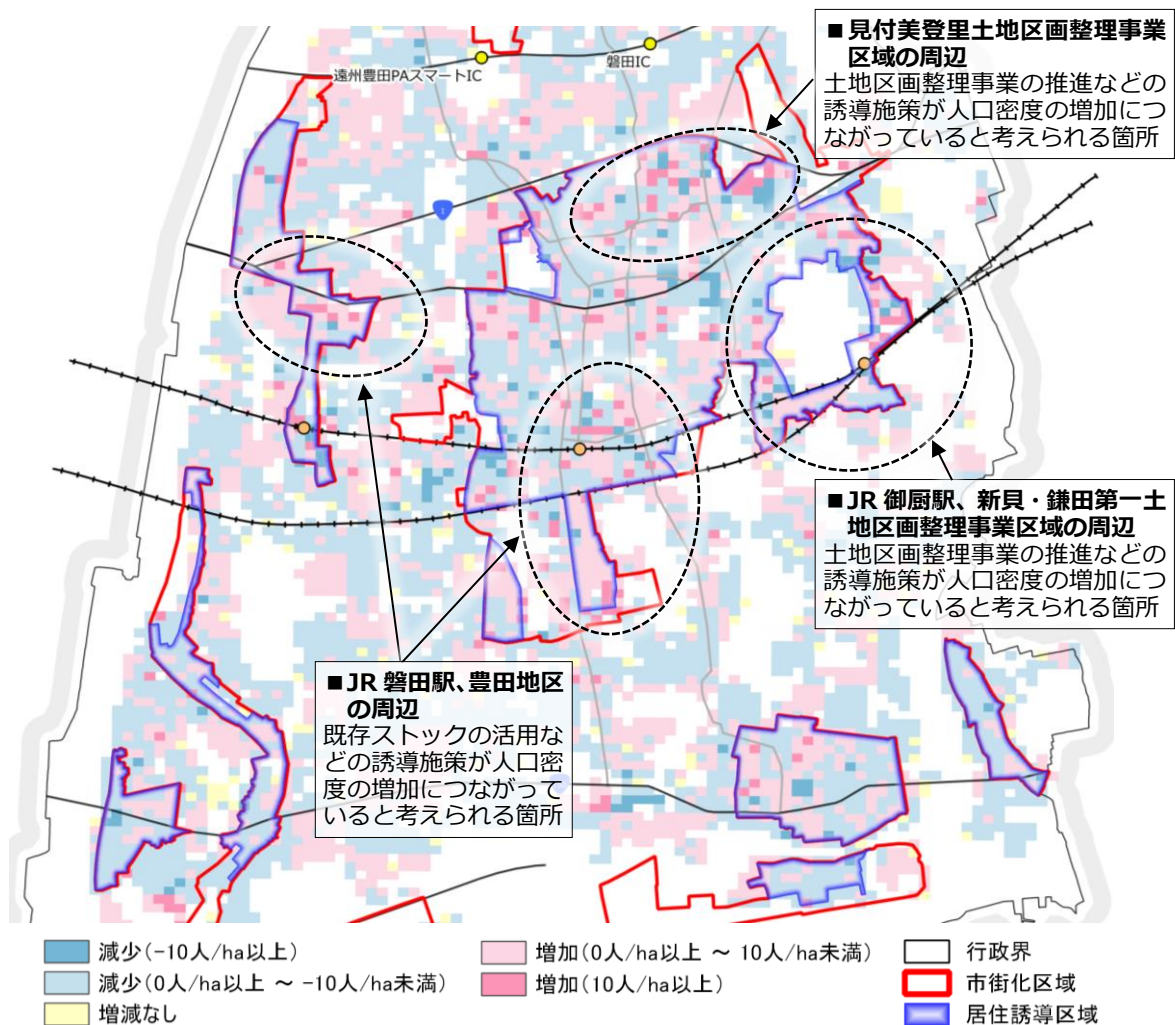 ■見付美登里土地区画整理事業
区域の周辺
土地区画整理事業の推進などの
誘導施策が人口密度の増加につ
ながっていると考えられる箇所
遠州豊田PAスマートIC
磐田IC
1
■JR 御厨駅、新貝・鎌田第一土
地区画整理事業区域の周辺
土地区画整理事業の推進などの
誘導施策が人口密度の増加につ
ながっていると考えられる箇所
■JR 磐田駅、豊田地区
の周辺
既存ストックの活用な
どの誘導施策が人口密
度の増加につながって
いると考えられる箇所
減少(-10人/ha以上)
減少(0人/ha以上 ～ -10人/ha未満)
増減なし
増加(0人/ha以上 ～ 10人/ha未満)
増加(10人/ha以上)
行政界
市街化区域
居住誘導区域